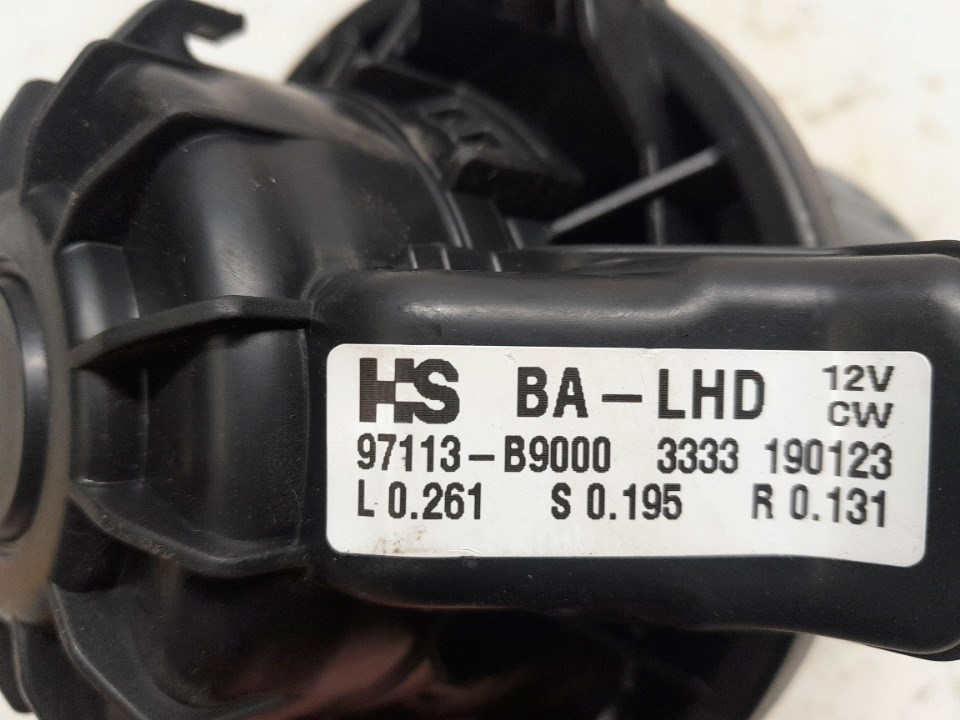 HS BA-LHD 12V
CW
97113-B9000 3333 190123
L 0.261 S 0.195 R 0.131